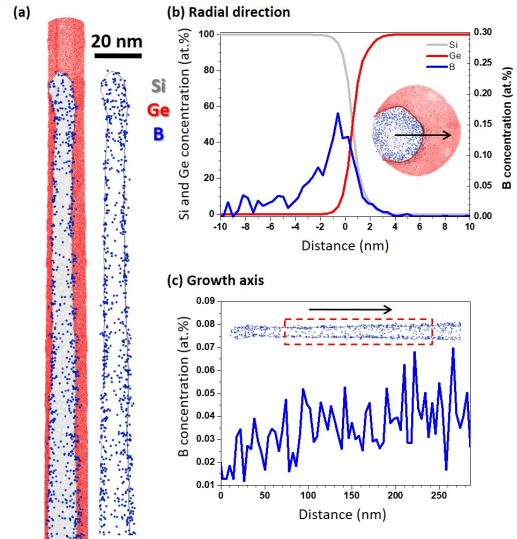 (a)
20 nm
Si
Ge
B
(b) Radial direction
Si and Ge concentration (at.%)
100
80
60
40
20
0
Si
Ge
B
0.30
0.25
0.20
0.15
0.10
0.05
0.00
B concentration (at.%)
-10 -8 -6 -4 -2 0 2 4 6 8 10
Distance (nm)
(c) Growth axis
B concentration (at.%)
0.09
0.08
0.07
0.06
0.05
0.04
0.03
0.02
0.01
0 50 100 150 200 250
Distance (nm)